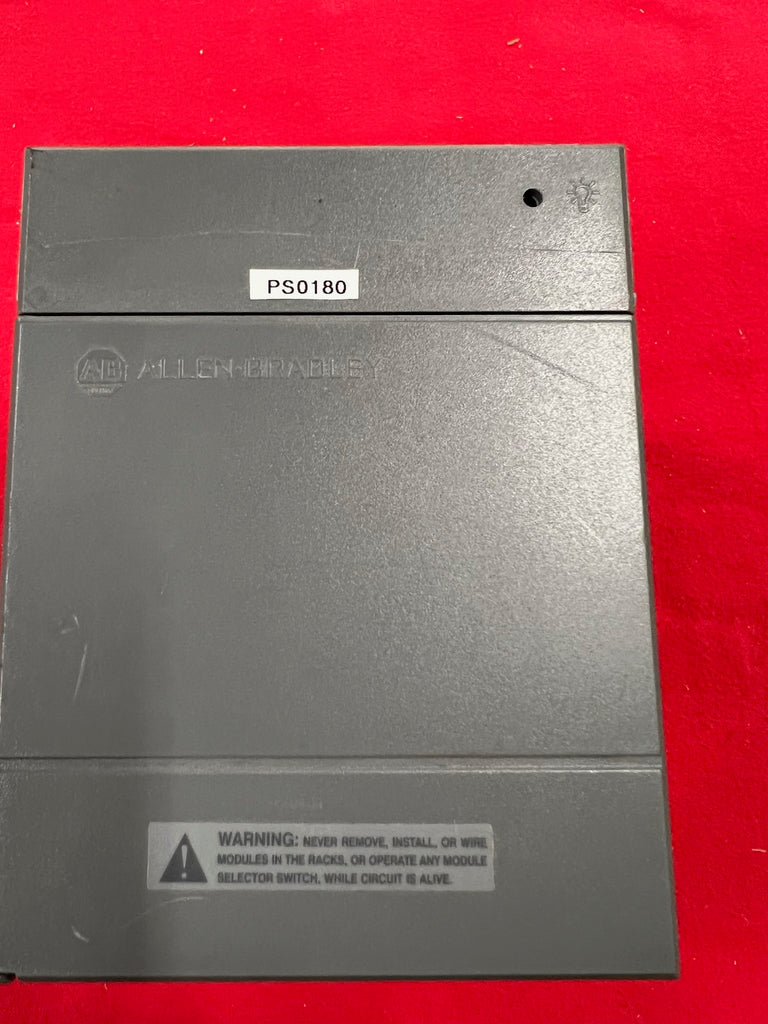 PS0180
AB ALLEN-BRADLEY
WARNING: NEVER REMOVE, INSTALL, OR WIRE
MODULES IN THE RACKS, OR OPERATE ANY MODULE
SELECTOR SWITCH, WHILE CIRCUIT IS ALIVE.